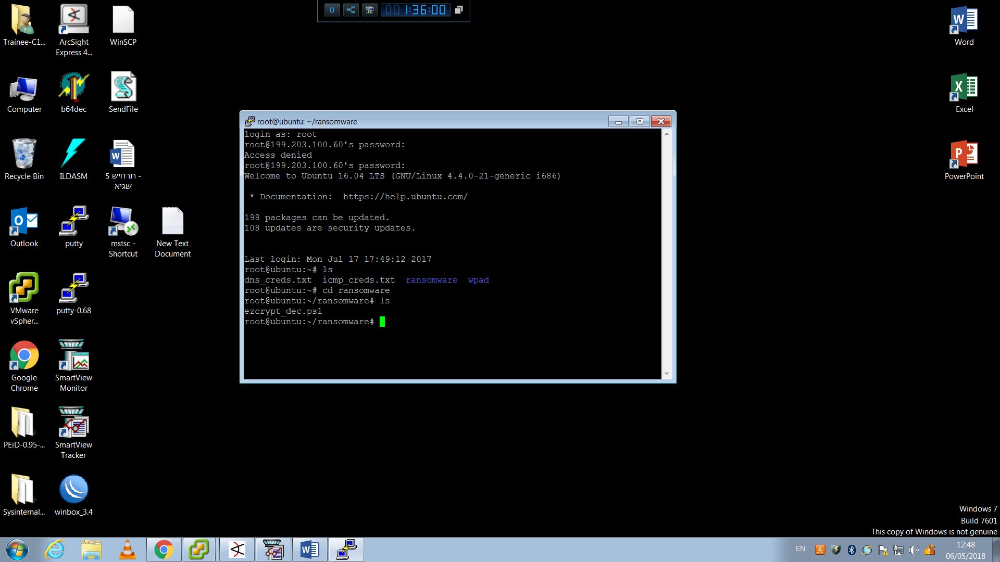 0
00 1:36:00
Trainee-C1...
ArcSight
Express 4...
WinSCP
Computer
b64dec
SendFile
Recycle Bin
ILDASM
תרחיש 5 -
שגיא
Outlook
putty
mstsc -
Shortcut
New Text
Document
VMware
vSpher...
putty-0.68
Google
Chrome
SmartView
Monitor
PEiD-0.95-...
SmartView
Tracker
Sysinternal...
winbox_3.4
root@ubuntu: ~/ransomware
login as: root
root@199.203.100.60's password:
Access denied
root@199.203.100.60's password:
Welcome to Ubuntu 16.04 LTS (GNU/Linux 4.4.0-21-generic i686)
* Documentation:  https://help.ubuntu.com/
198 packages can be updated.
108 updates are security updates.
Last login: Mon Jul 17 17:49:12 2017
root@ubuntu:~# ls
dns_creds.txt  icmp_creds.txt  ransomware  wpad
root@ubuntu:~# cd ransomware
root@ubuntu:~/ransomware# ls
ezcrypt_dec.ps1
root@ubuntu:~/ransomware#
Word
Excel
PowerPoint
Windows 7
Build 7601
This copy of Windows is not genuine
EN
12:48
06/05/2018